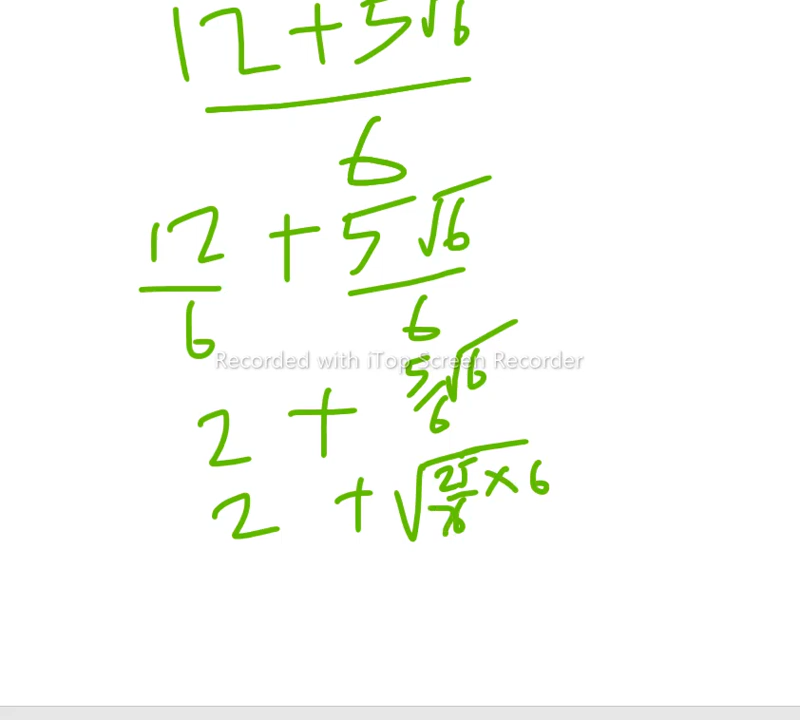 12 + 5√6
6
12 + 5√6
6 6
Recorded with iTop Screen Recorder
2 + 5/6 √6
2 + √25/36 × 6